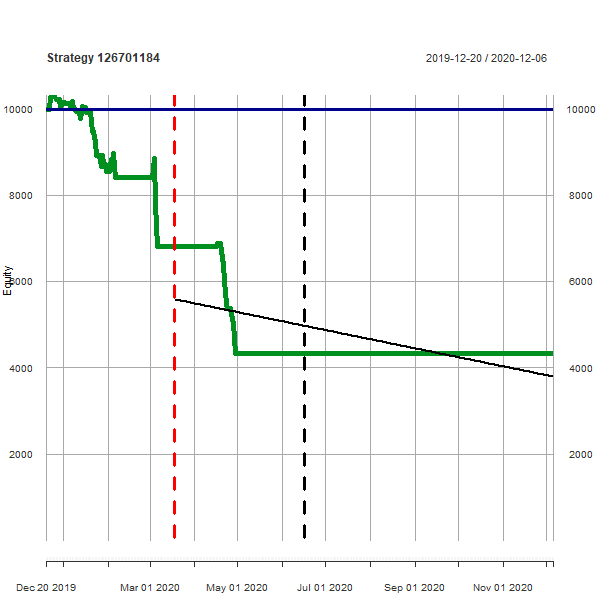 Strategy 126701184
2019-12-20 / 2020-12-06
10000
10000
8000
8000
Equity
6000
6000
4000
4000
2000
2000
Dec 20 2019
Mar 01 2020
May 01 2020
Jul 01 2020
Sep 01 2020
Nov 01 2020